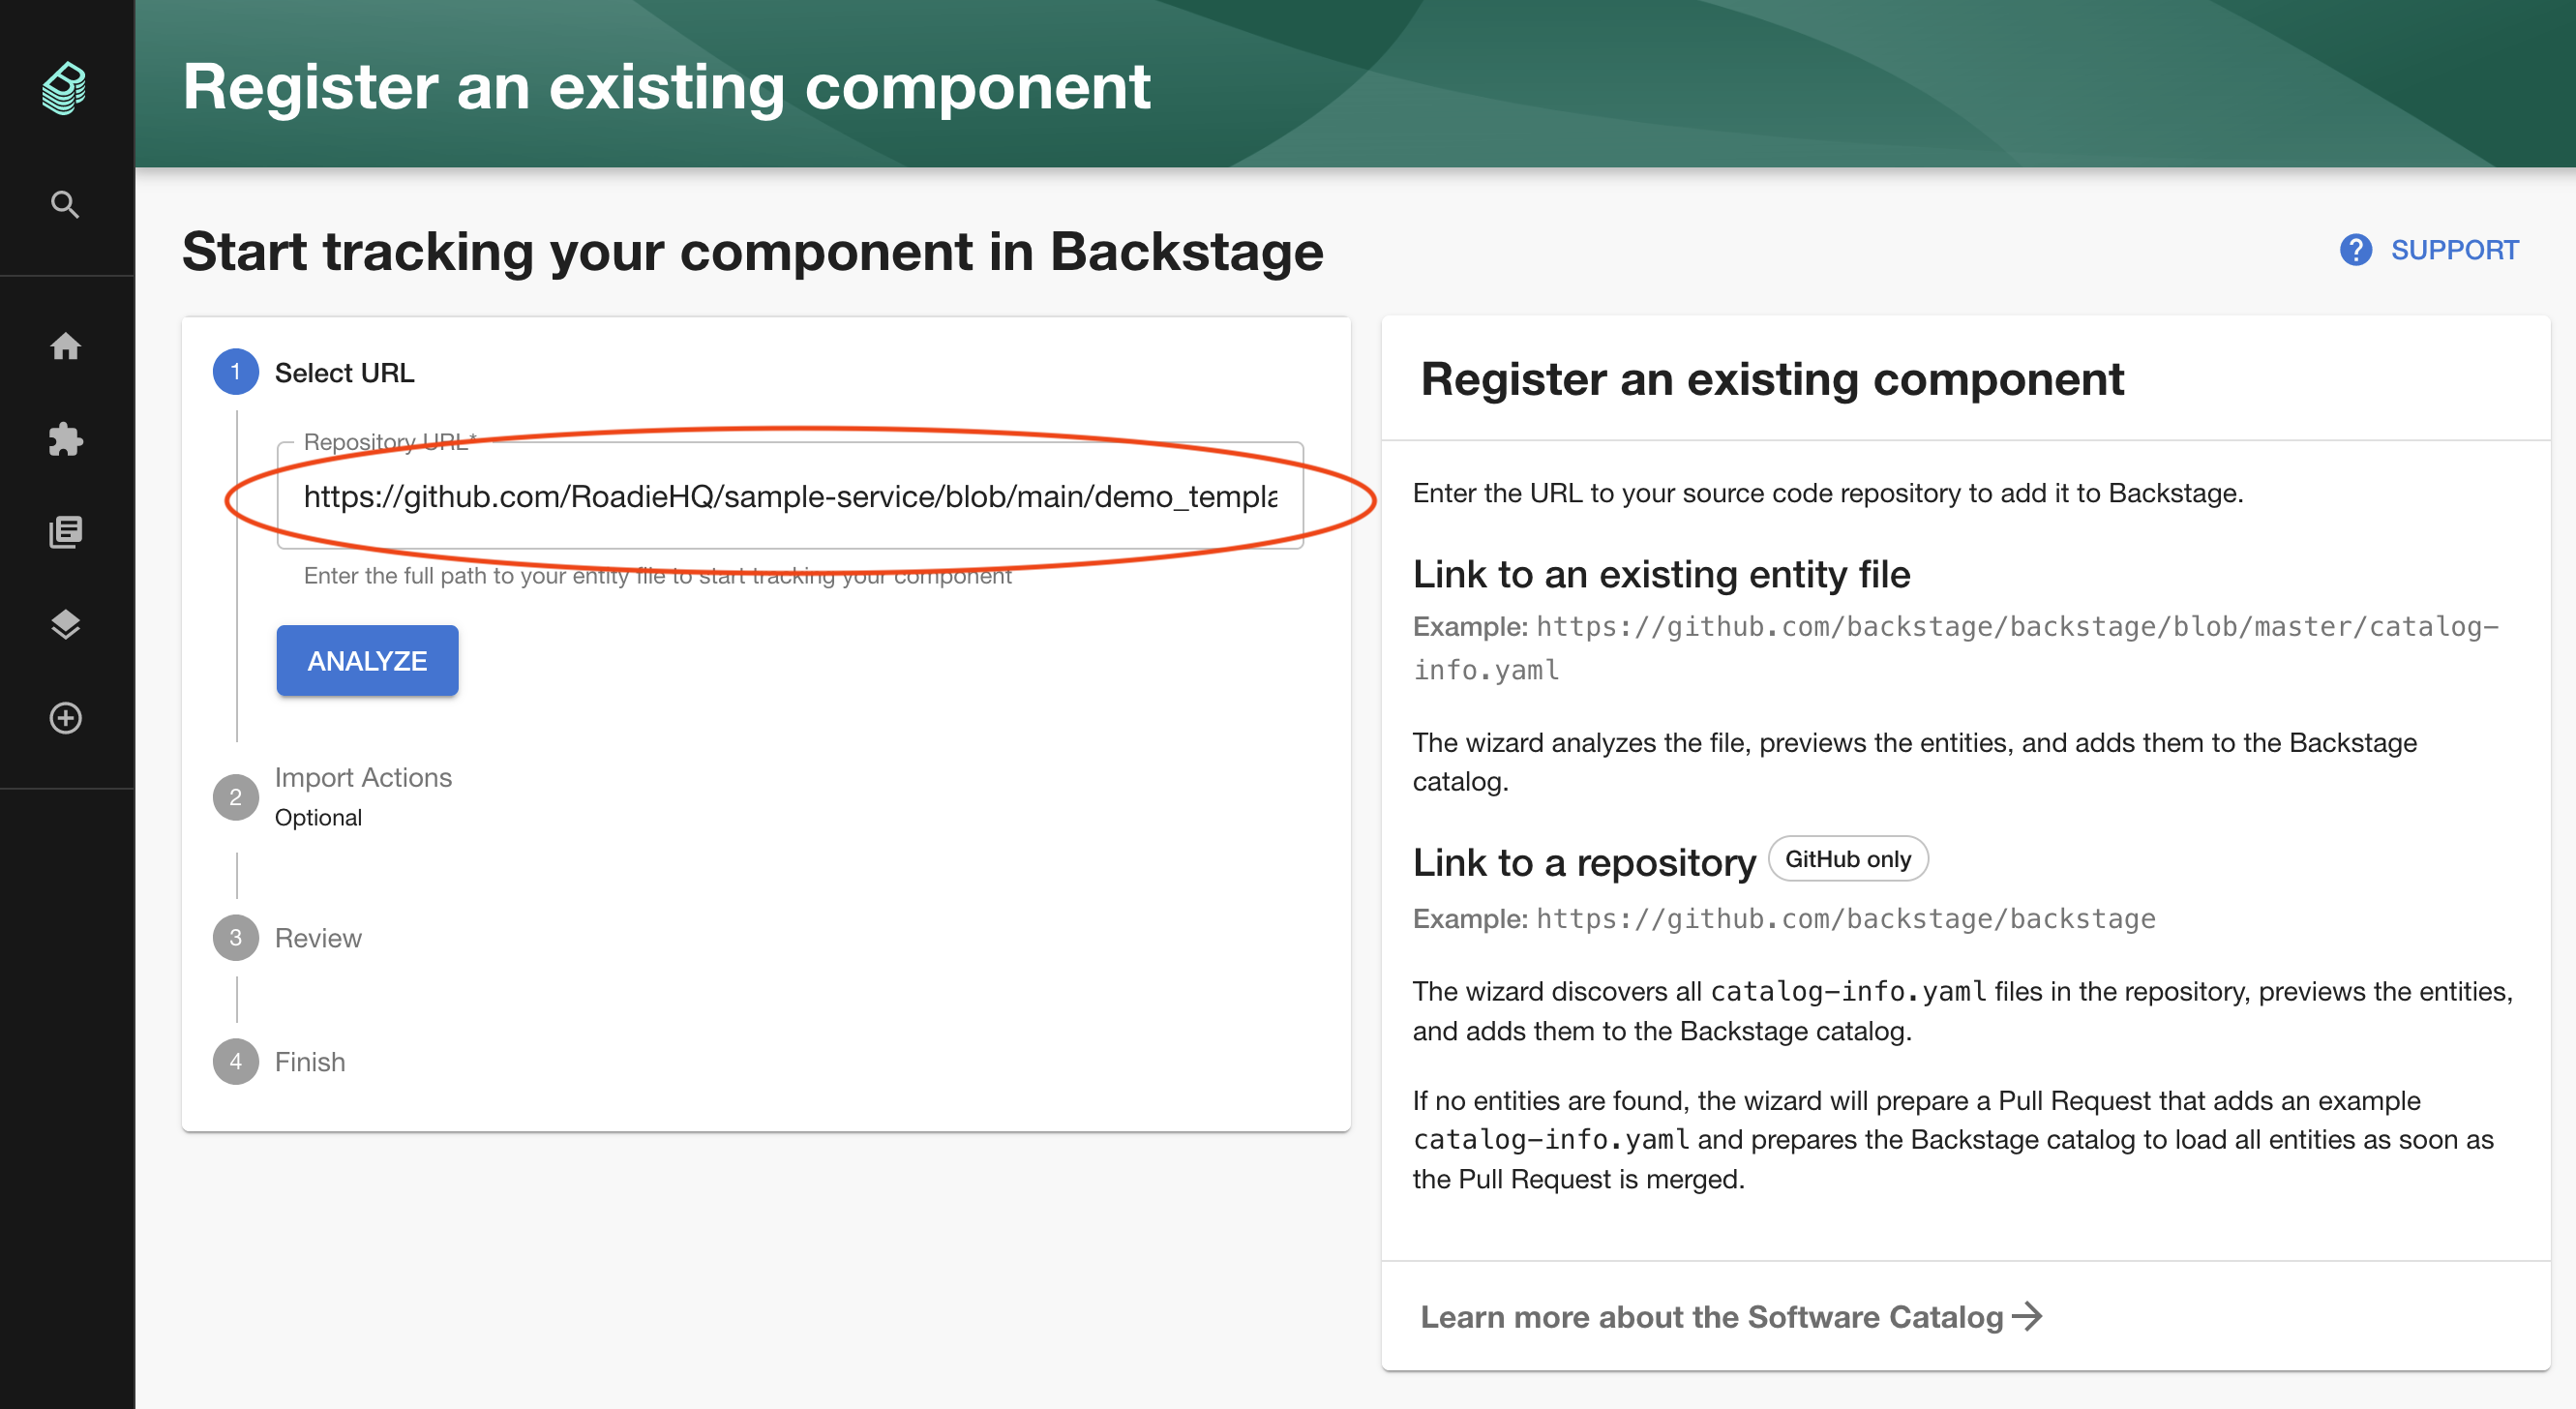 Register an existing component
Start tracking your component in Backstage
SUPPORT
1 Select URL
Repository URL*
https://github.com/RoadieHQ/sample-service/blob/main/demo_templa
Enter the full path to your entity file to start tracking your component
ANALYZE
2 Import Actions
Optional
3 Review
4 Finish
Register an existing component
Enter the URL to your source code repository to add it to Backstage.
Link to an existing entity file
Example: https://github.com/backstage/backstage/blob/master/catalog-
info.yaml
The wizard analyzes the file, previews the entities, and adds them to the Backstage
catalog.
Link to a repository GitHub only
Example: https://github.com/backstage/backstage
The wizard discovers all catalog-info.yaml files in the repository, previews the entities,
and adds them to the Backstage catalog.
If no entities are found, the wizard will prepare a Pull Request that adds an example
catalog-info.yaml and prepares the Backstage catalog to load all entities as soon as
the Pull Request is merged.
Learn more about the Software Catalog